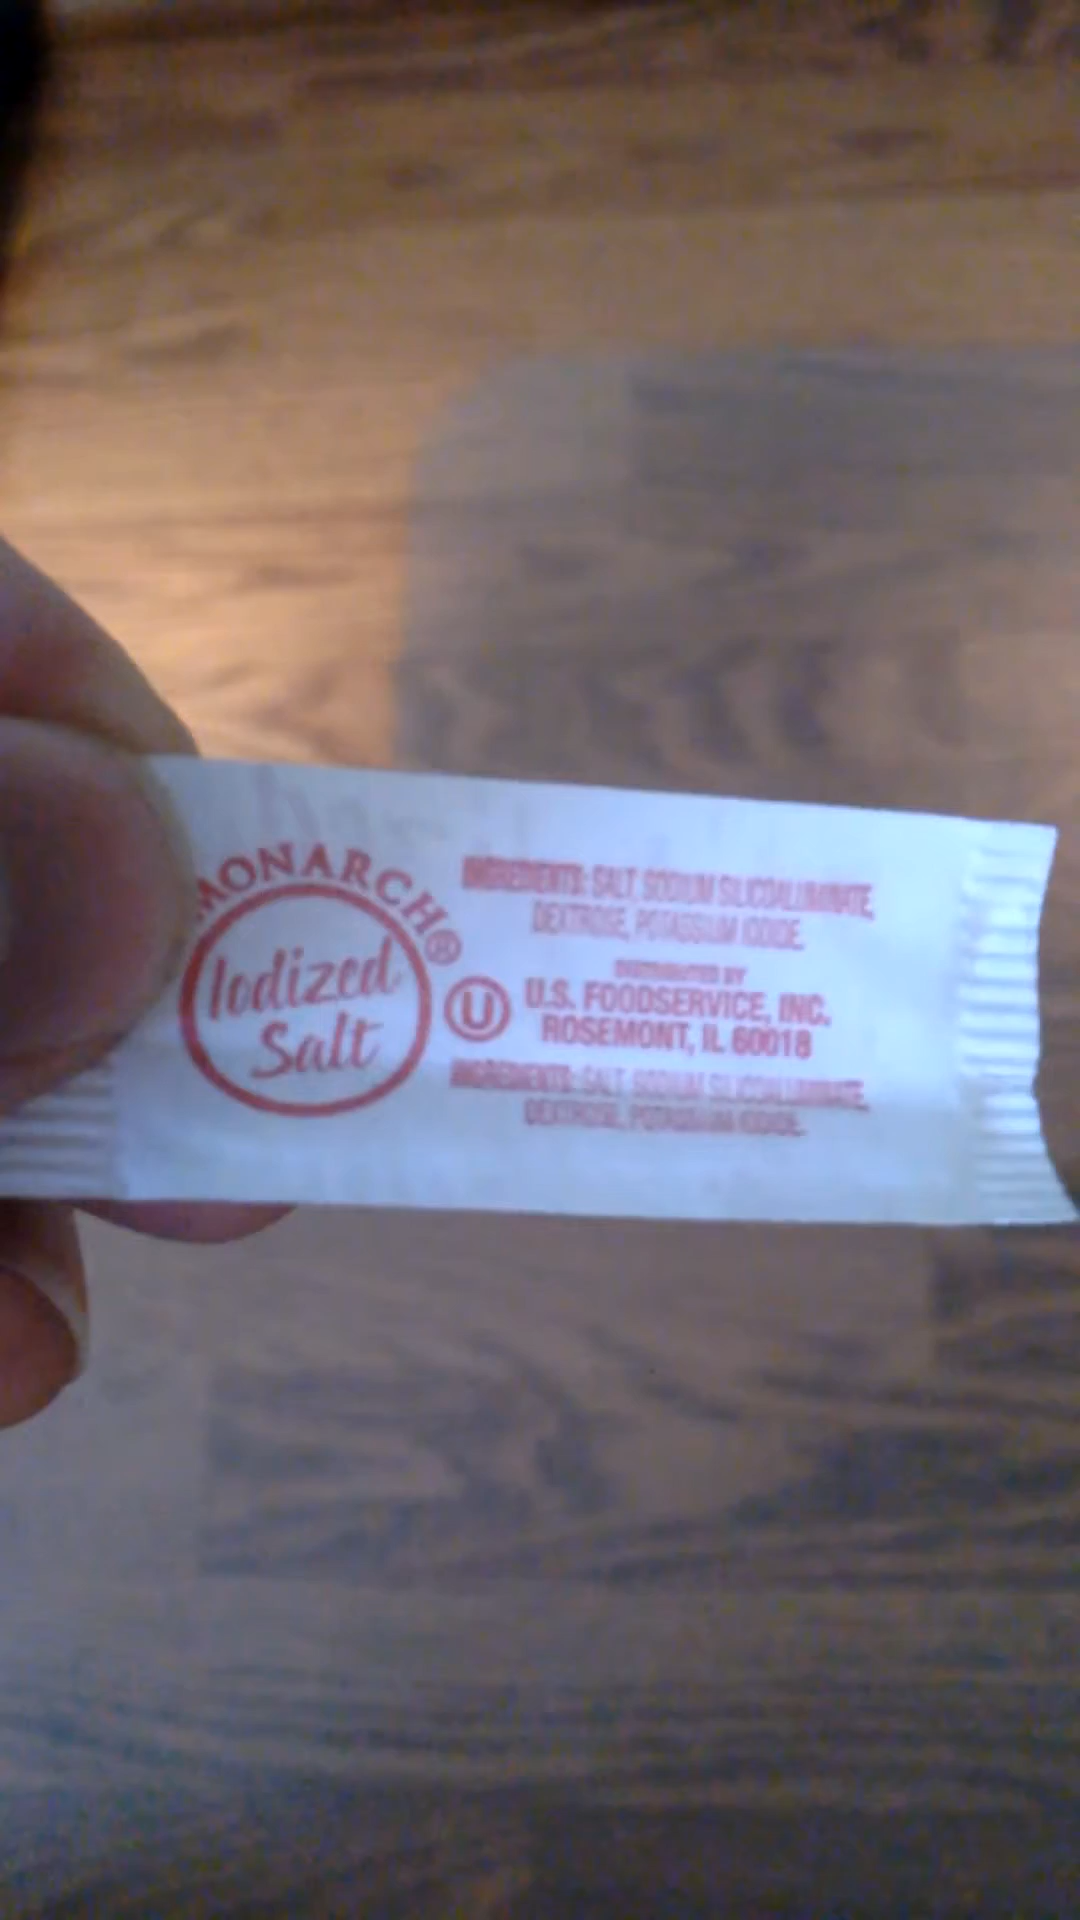 MONARCH®
Iodized
Salt
INGREDIENTS: SALT, SODIUM SILICOALUMINATE,
DEXTROSE, POTASSIUM IODIDE.
DISTRIBUTED BY
U.S. FOODSERVICE, INC.
ROSEMONT, IL 60018
INGREDIENTS: SALT, SODIUM SILICOALUMINATE,
DEXTROSE, POTASSIUM IODIDE.
U